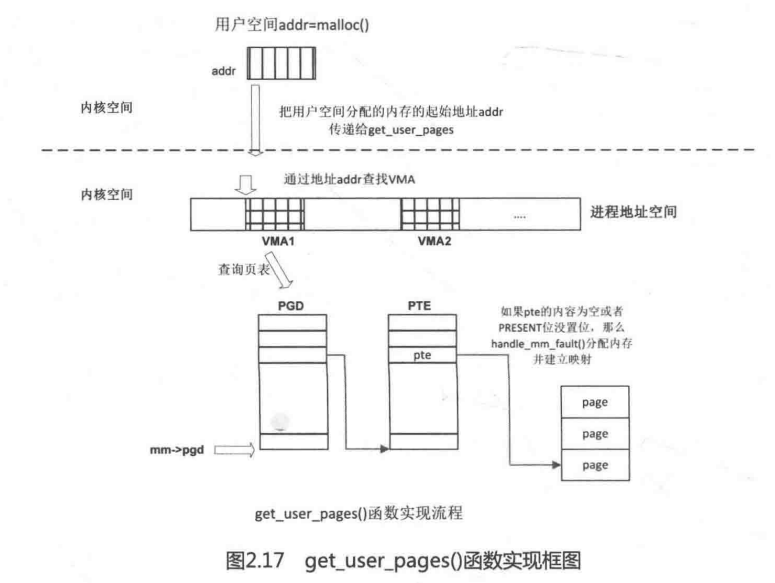 用户空间addr=malloc()
addr
内核空间
把用户空间分配的内存的起始地址addr
传递给get_user_pages
通过地址addr查找VMA
内核空间
....
进程地址空间
VMA1
VMA2
查询页表
PGD
PTE
如果pte的内容为空或者
PRESENT位没置位，那么
handle_mm_fault()分配内存
并建立映射
pte
page
page
page
mm->pgd
get_user_pages()函数实现流程
图2.17 get_user_pages()函数实现框图